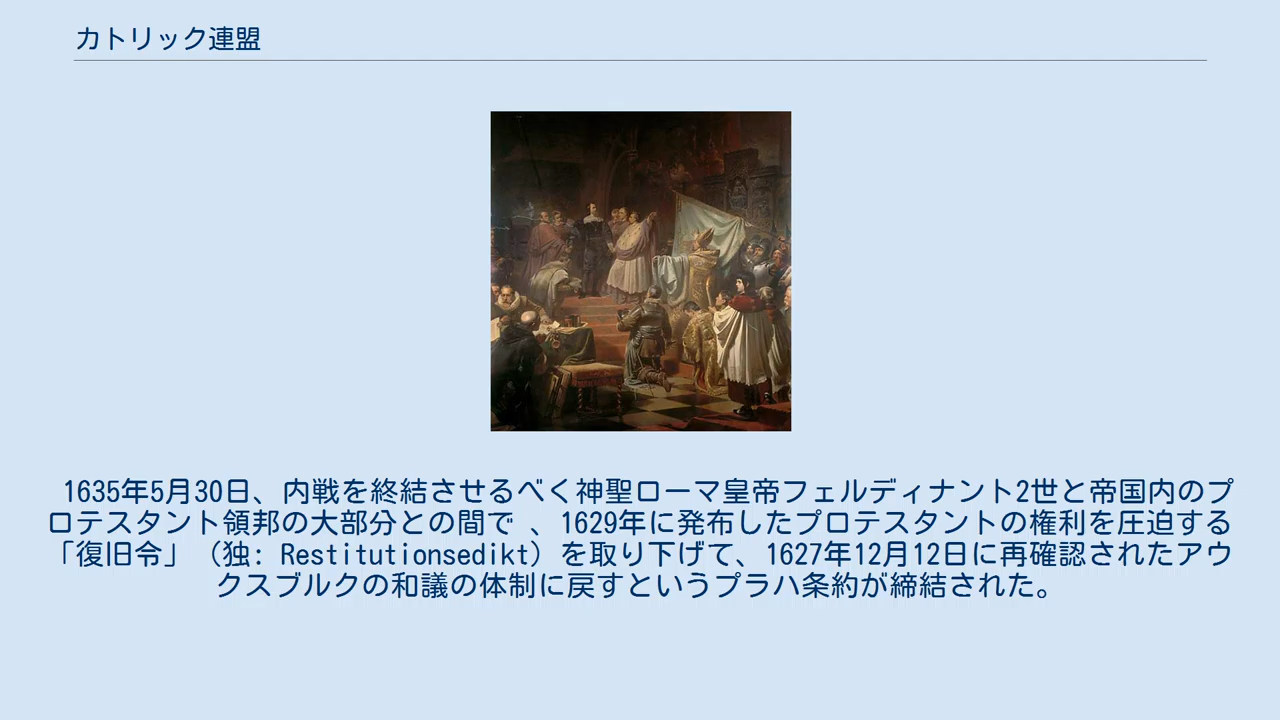 カトリック連盟
1635年5月30日、内戦を終結させるべく神聖ローマ皇帝フェルディナント2世と帝国内のプ
ロテスタント領邦の大部分との間で 、1629年に発布したプロテスタントの権利を圧迫する
「復旧令」（独: Restitutionsedikt）を取り下げて、1627年12月12日に再確認されたアウ
クスブルクの和議の体制に戻すというプラハ条約が締結された。